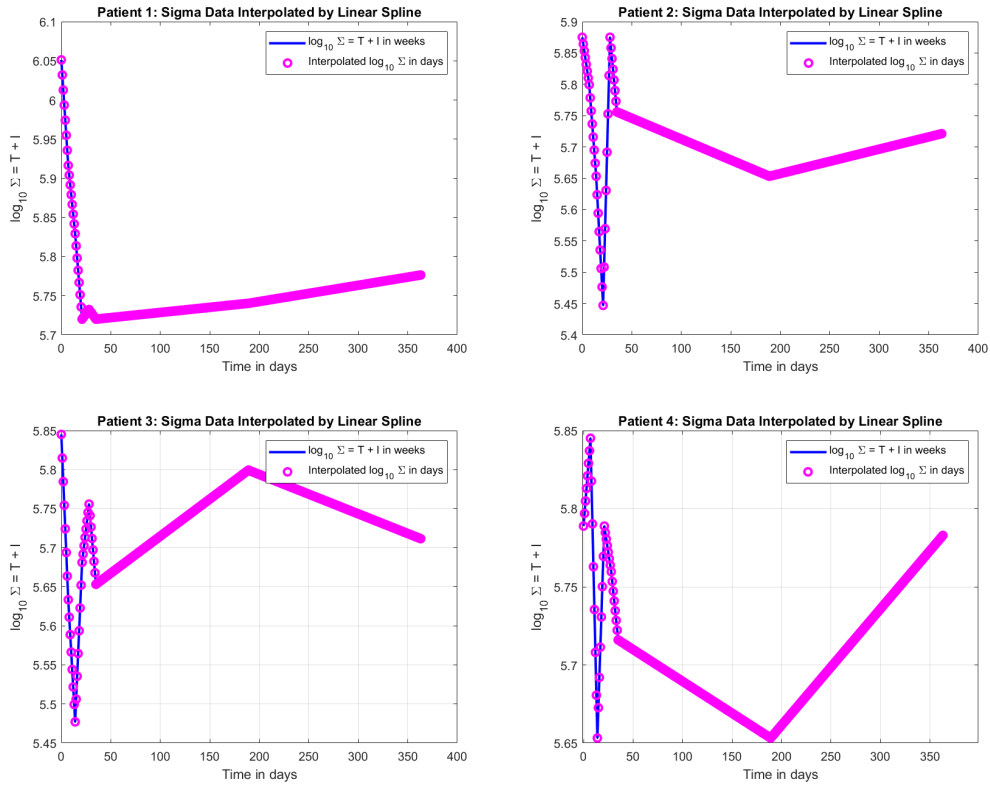 Patient 1: Sigma Data Interpolated by Linear Spline
log10 Σ = T + I in weeks
Interpolated log10 Σ in days
6.1
6.05
6
5.95
5.9
5.85
5.8
5.75
5.7
log10 Σ = T + I
0 50 100 150 200 250 300 350 400
Time in days
Patient 2: Sigma Data Interpolated by Linear Spline
log10 Σ = T + I in weeks
Interpolated log10 Σ in days
5.9
5.85
5.8
5.75
5.7
5.65
5.6
5.55
5.5
5.45
5.4
log10 Σ = T + I
0 50 100 150 200 250 300 350 400
Time in days
Patient 3: Sigma Data Interpolated by Linear Spline
log10 Σ = T + I in weeks
Interpolated log10 Σ in days
5.85
5.8
5.75
5.7
5.65
5.6
5.55
5.5
5.45
log10 Σ = T + I
0 50 100 150 200 250 300 350 400
Time in days
Patient 4: Sigma Data Interpolated by Linear Spline
log10 Σ = T + I in weeks
Interpolated log10 Σ in days
5.85
5.8
5.75
5.7
5.65
log10 Σ = T + I
0 50 100 150 200 250 300 350
Time in days